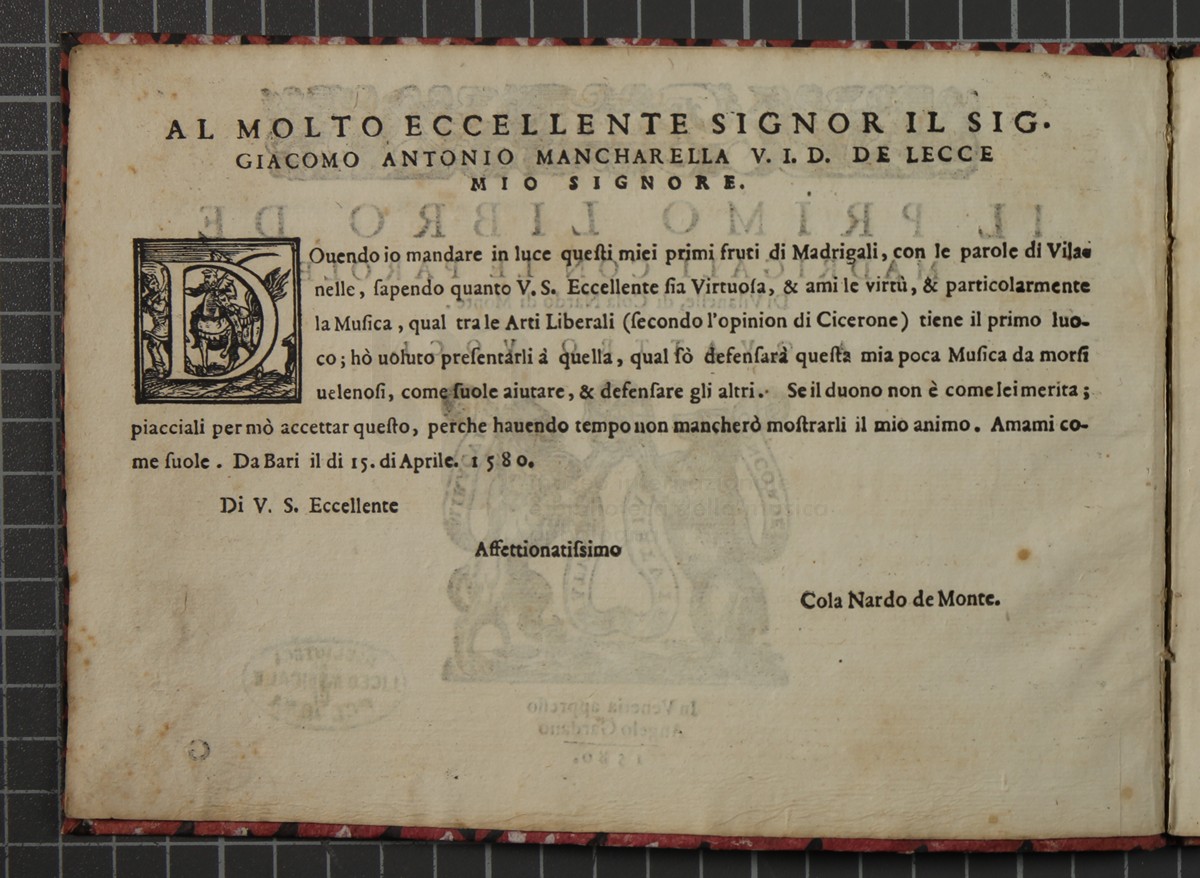 AL MOLTO ECCELLENTE SIGNOR IL SIG.
GIACOMO ANTONIO MANCHARELLA V. I. D. DE LECCE
MIO SIGNORE.
DOuendo io mandare in luce queſti miei primi fruti di Madrigali, con le parole di Vila-
nelle, ſapendo quanto V. S. Eccellente ſia Virtuoſa, & ami le virtù, & particolarmente
la Muſica, qual tra le Arti Liberali (ſecondo l'opinion di Cicerone) tiene il primo luo-
co; hò uoluto preſentarli à quella, qual sò defenſarà queſta mia poca Muſica da morſi
uelenoſi, come ſuole aiutare, & defenſare gli altri. Se il duono non è come lei merita;
piacciali per mò accettar queſto, perche hauendo tempo non mancherò moſtrarli il mio animo. Amami co-
me ſuole. Da Bari il di 15. di Aprile. 1580.
Di V. S. Eccellente
Affettionatiſsimo
Cola Nardo de Monte.